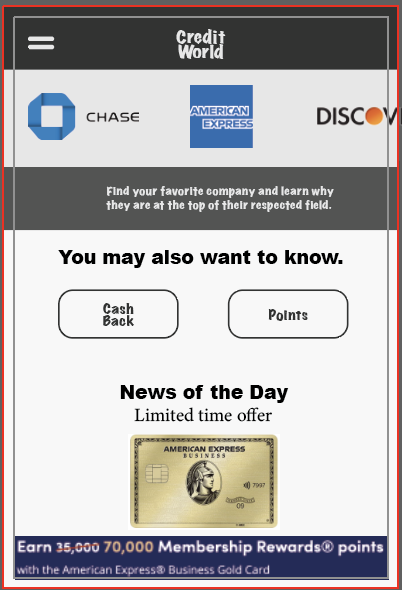 Credit
World
CHASE
AMERICAN
EXPRESS
DISCOV
Find your favorite company and learn why
they are at the top of their respected field.
You may also want to know.
Cash
Back
Points
News of the Day
Limited time offer
AMERICAN EXPRESS
BUSINESS
7997
09
Earn 35,000 70,000 Membership Rewards® points
with the American Express® Business Gold Card